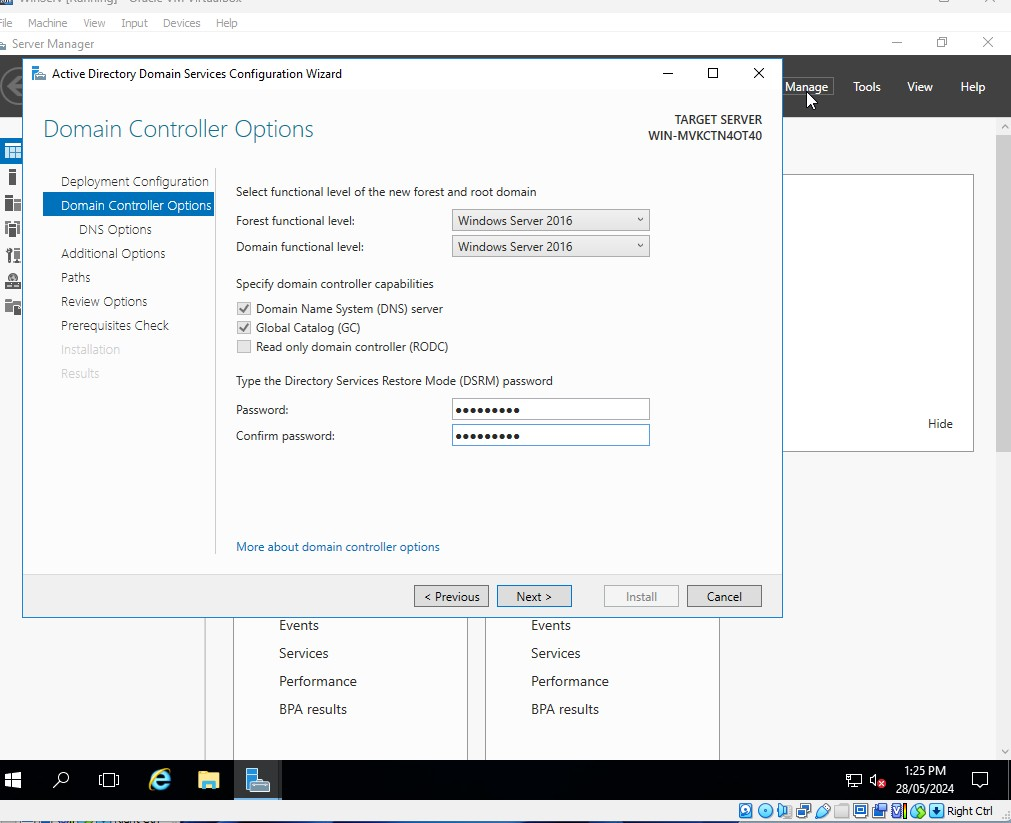 File Machine View Input Devices Help
Server Manager
Active Directory Domain Services Configuration Wizard
Manage Tools View Help
Domain Controller Options
TARGET SERVER
WIN-MVKCTN4OT40
Deployment Configuration
Domain Controller Options
DNS Options
Additional Options
Paths
Review Options
Prerequisites Check
Installation
Results
Select functional level of the new forest and root domain
Forest functional level: Windows Server 2016
Domain functional level: Windows Server 2016
Specify domain controller capabilities
Domain Name System (DNS) server
Global Catalog (GC)
Read only domain controller (RODC)
Type the Directory Services Restore Mode (DSRM) password
Password: •••••••••
Confirm password: •••••••••
More about domain controller options
Hide
< Previous Next > Install Cancel
Events Events
Services Services
Performance Performance
BPA results BPA results
1:25 PM
28/05/2024
Right Ctrl